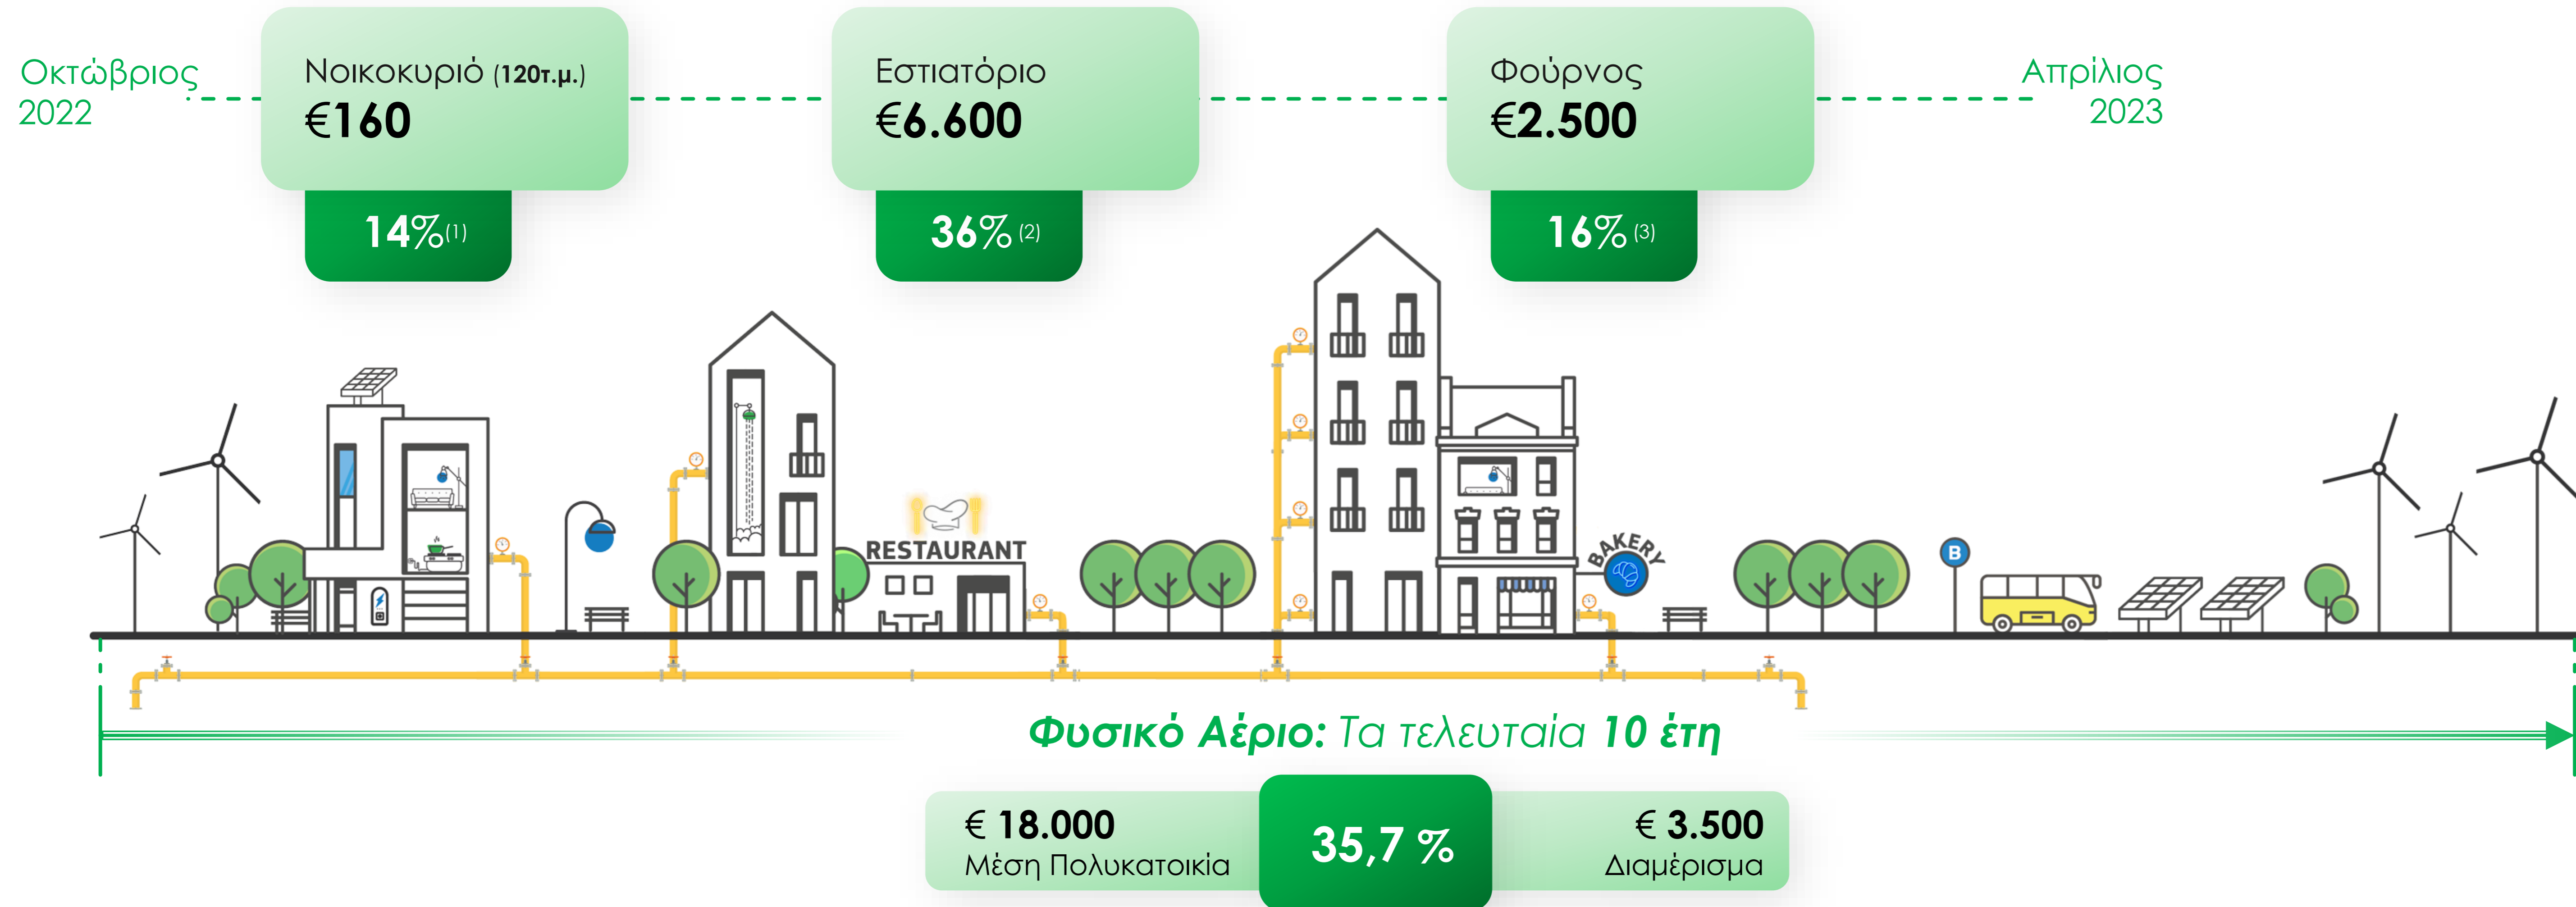 Οκτώβριος
2022
Νοικοκυριό (120τ.μ.)
€160
14%(1)
Εστιατόριο
€6.600
36% (2)
Φούρνος
€2.500
16% (3)
Απρίλιος
2023
RESTAURANT
BAKERY
B
Φυσικό Αέριο: Τα τελευταία 10 έτη
€ 18.000
Μέση Πολυκατοικία
35,7 %
€ 3.500
Διαμέρισμα